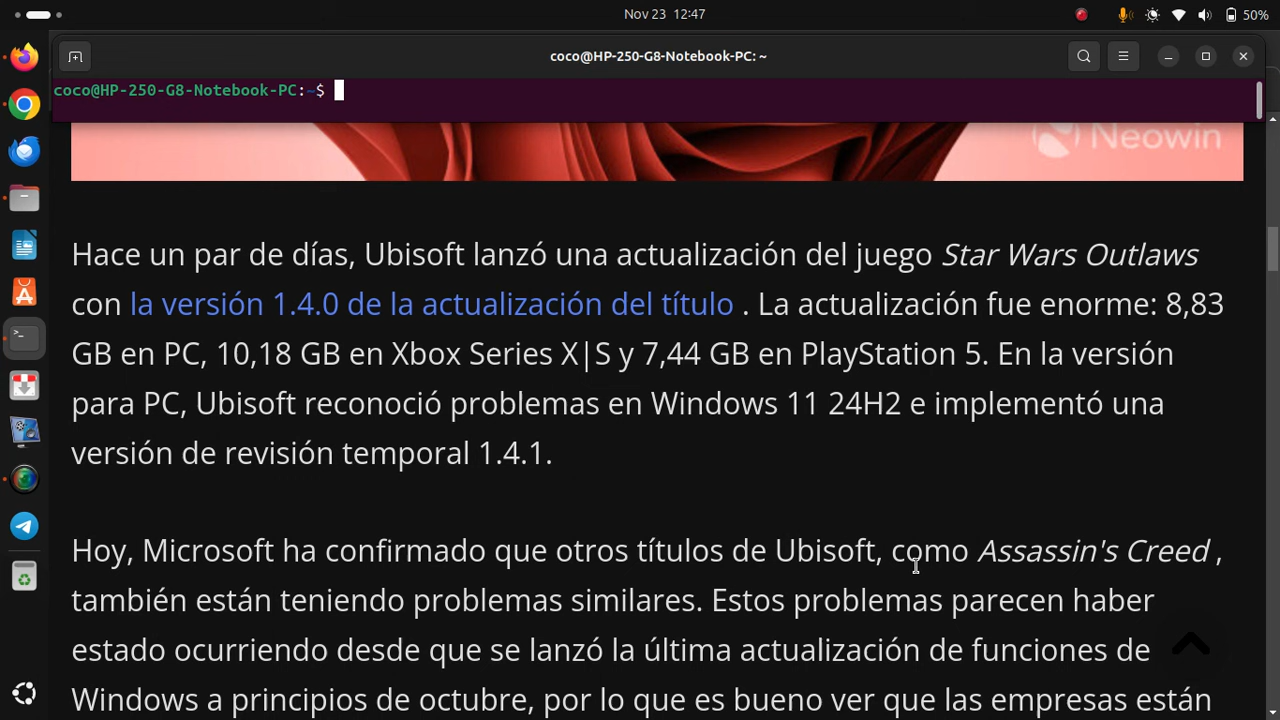 Nov 23 12:47
50%
coco@HP-250-G8-Notebook-PC: ~
coco@HP-250-G8-Notebook-PC:~$
Neowin
Hace un par de días, Ubisoft lanzó una actualización del juego Star Wars Outlaws
con la versión 1.4.0 de la actualización del título . La actualización fue enorme: 8,83
GB en PC, 10,18 GB en Xbox Series X|S y 7,44 GB en PlayStation 5. En la versión
para PC, Ubisoft reconoció problemas en Windows 11 24H2 e implementó una
versión de revisión temporal 1.4.1.
Hoy, Microsoft ha confirmado que otros títulos de Ubisoft, como Assassin's Creed ,
también están teniendo problemas similares. Estos problemas parecen haber
estado ocurriendo desde que se lanzó la última actualización de funciones de
Windows a principios de octubre, por lo que es bueno ver que las empresas están